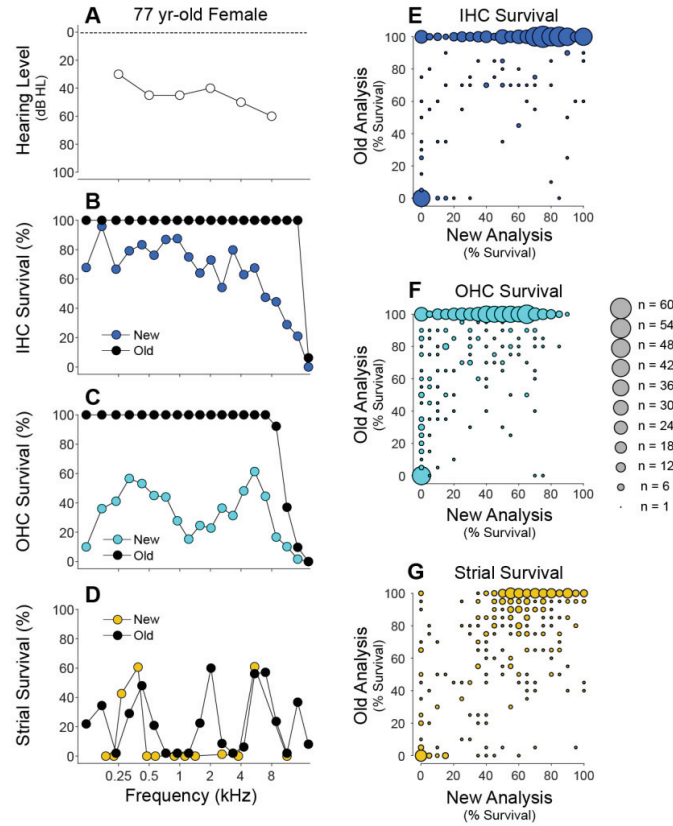 A
77 yr-old Female
Hearing Level
(dB HL)
0
20
40
60
80
100
B
IHC Survival (%)
100
80
60
40
20
0
New
Old
C
OHC Survival (%)
100
80
60
40
20
0
New
Old
D
Strial Survival (%)
100
80
60
40
20
0
New
Old
0.25 0.5 1 2 4 8
Frequency (kHz)
E
IHC Survival
Old Analysis
(% Survival)
100
80
60
40
20
0
0 20 40 60 80 100
New Analysis
(% Survival)
F
OHC Survival
Old Analysis
(% Survival)
100
80
60
40
20
0
0 20 40 60 80 100
New Analysis
(% Survival)
n = 60
n = 54
n = 48
n = 42
n = 36
n = 30
n = 24
n = 18
n = 12
n = 6
n = 1
G
Strial Survival
Old Analysis
(% Survival)
100
80
60
40
20
0
0 20 40 60 80 100
New Analysis
(% Survival)